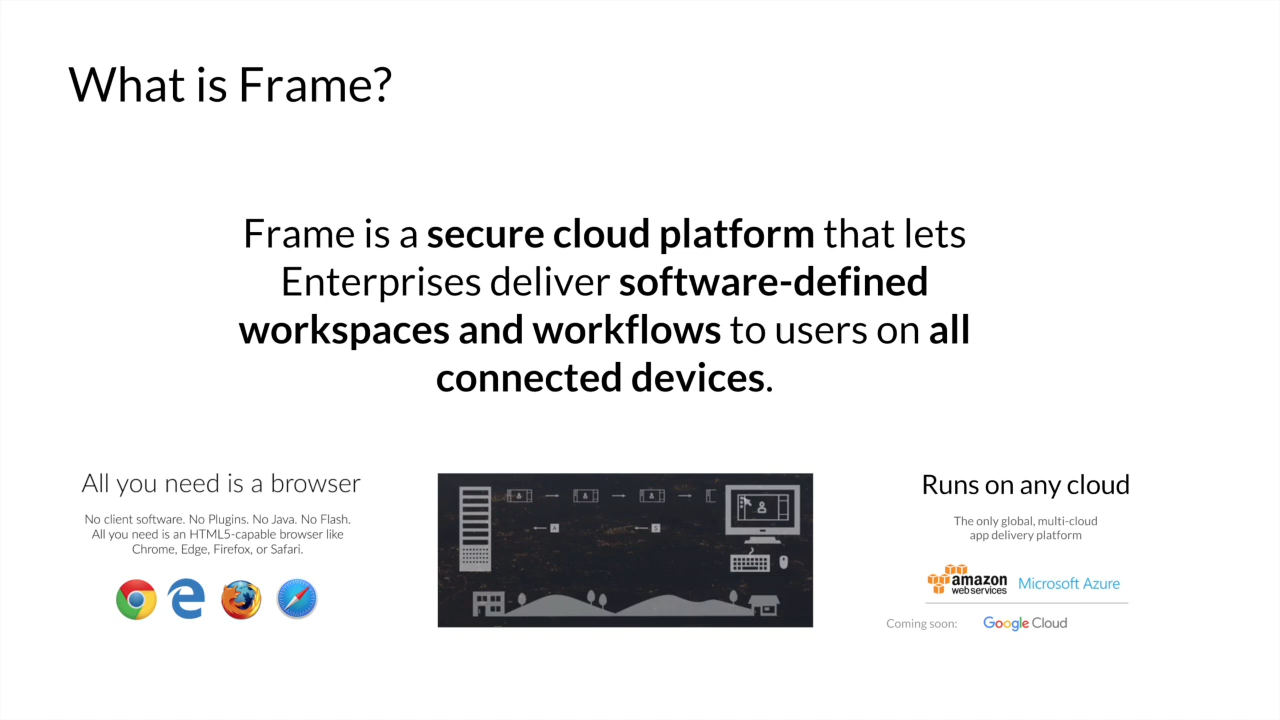 What is Frame?
Frame is a secure cloud platform that lets
Enterprises deliver software-defined
workspaces and workflows to users on all
connected devices.
All you need is a browser
No client software. No Plugins. No Java. No Flash.
All you need is an HTML5-capable browser like
Chrome, Edge, Firefox, or Safari.
A
S
Runs on any cloud
The only global, multi-cloud
app delivery platform
amazon
web services
Microsoft Azure
Coming soon:
Google Cloud